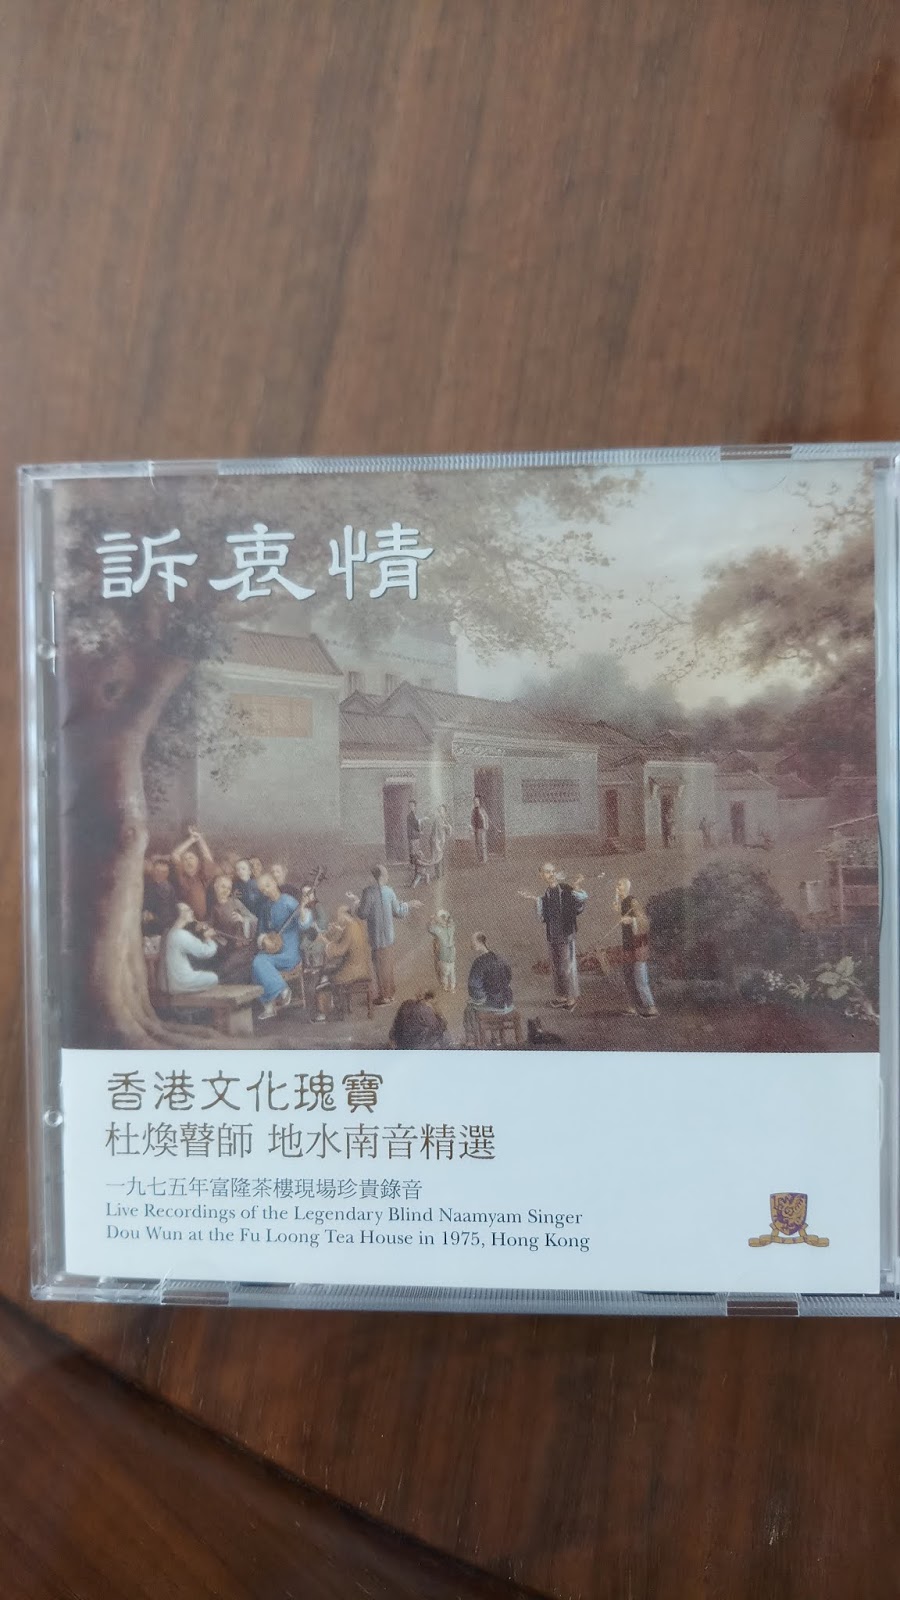 訴衷情
香港文化瑰寶
杜煥瞽師 地水南音精選
一九七五年富隆茶樓現場珍貴錄音
Live Recordings of the Legendary Blind Naamyam Singer
Dou Wun at the Fu Loong Tea House in 1975, Hong Kong